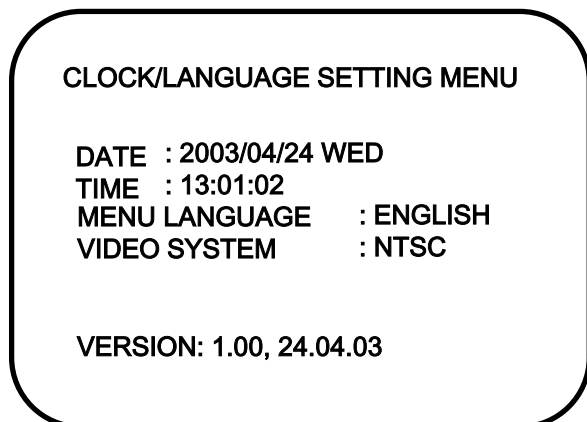 CLOCK/LANGUAGE SETTING MENU
DATE : 2003/04/24 WED
TIME : 13:01:02
MENU LANGUAGE : ENGLISH
VIDEO SYSTEM : NTSC
VERSION: 1.00, 24.04.03